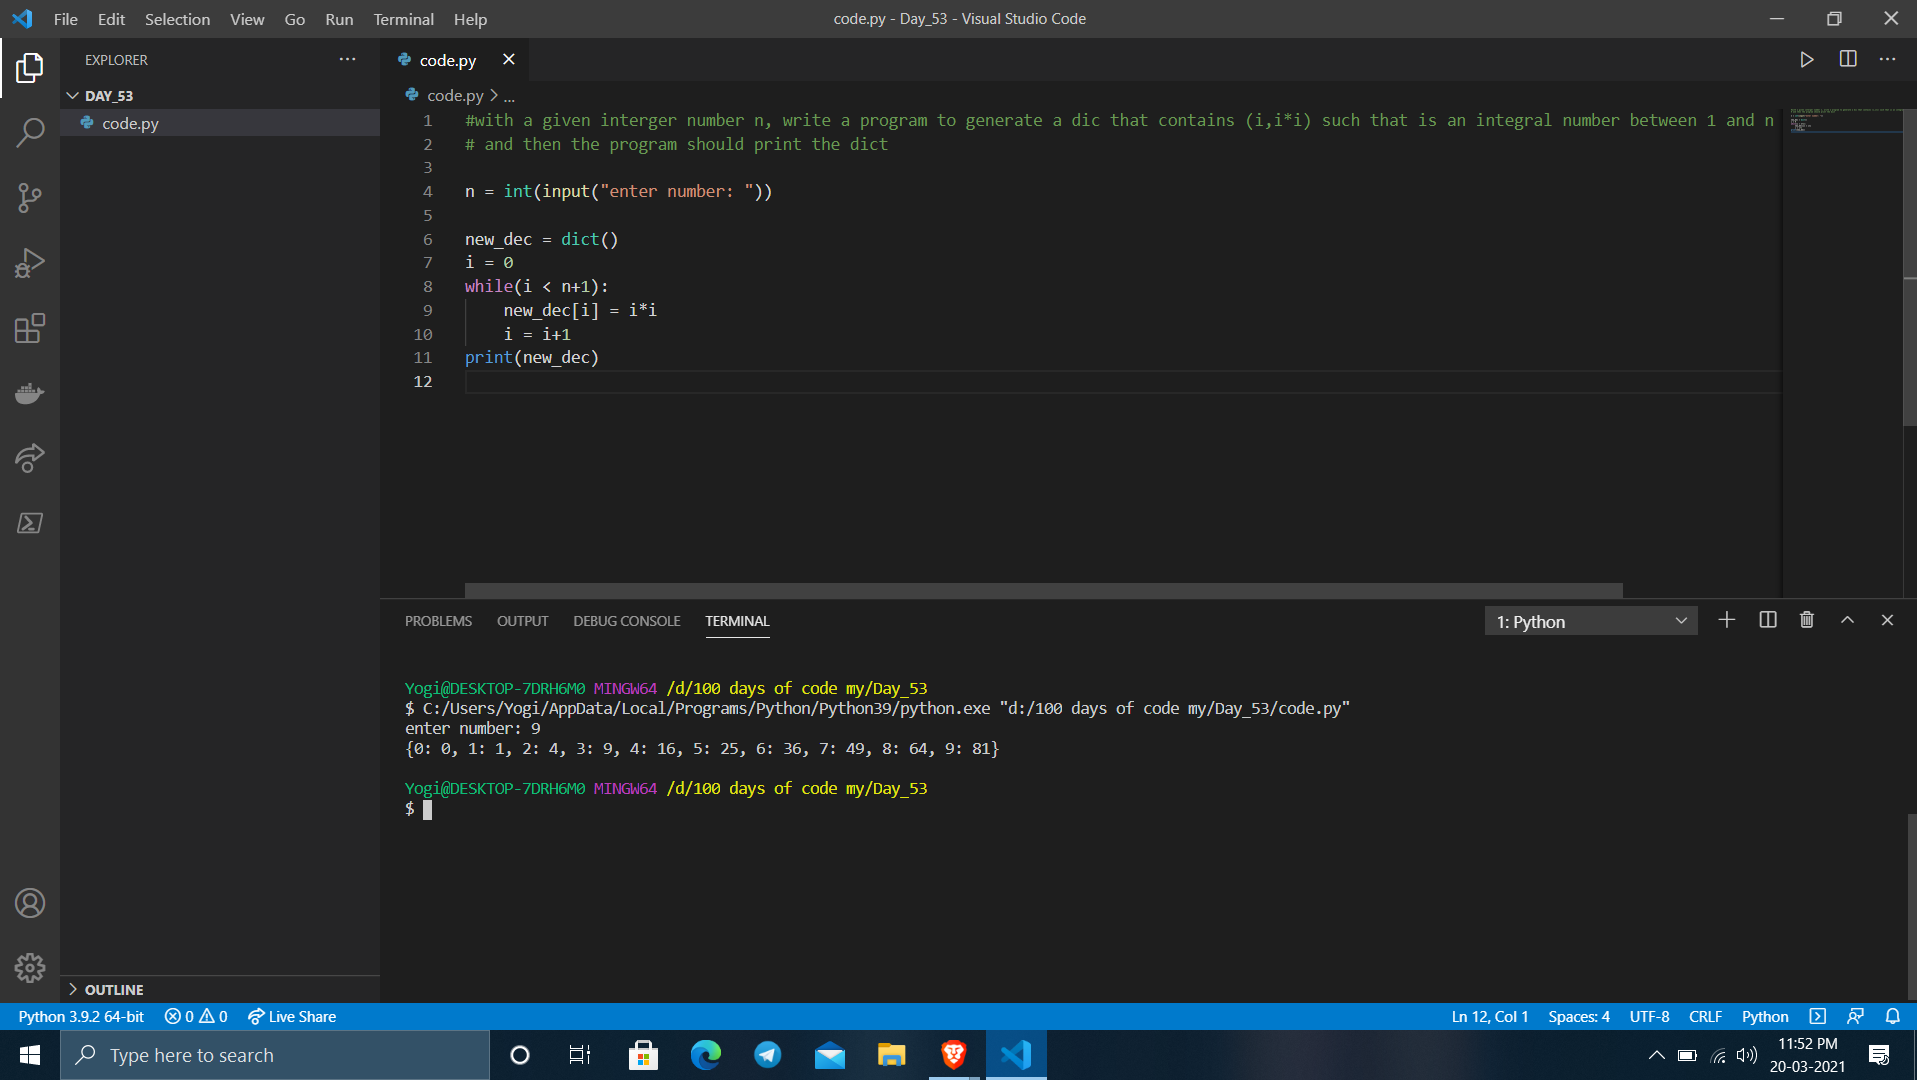 File Edit Selection View Go Run Terminal Help
code.py - Day_53 - Visual Studio Code
EXPLORER
DAY_53
code.py
code.py
code.py > ...
1 #with a given interger number n, write a program to generate a dic that contains (i,i*i) such that is an integral number between 1 and n
2 # and then the program should print the dict
3
4 n = int(input("enter number: "))
5
6 new_dec = dict()
7 i = 0
8 while(i < n+1):
9 new_dec[i] = i*i
10 i = i+1
11 print(new_dec)
12
PROBLEMS OUTPUT DEBUG CONSOLE TERMINAL
1: Python
Yogi@DESKTOP-7DRH6M0 MINGW64 /d/100 days of code my/Day_53
$ C:/Users/Yogi/AppData/Local/Programs/Python/Python39/python.exe "d:/100 days of code my/Day_53/code.py"
enter number: 9
{0: 0, 1: 1, 2: 4, 3: 9, 4: 16, 5: 25, 6: 36, 7: 49, 8: 64, 9: 81}
Yogi@DESKTOP-7DRH6M0 MINGW64 /d/100 days of code my/Day_53
$
OUTLINE
Python 3.9.2 64-bit 0 0 Live Share
Ln 12, Col 1 Spaces: 4 UTF-8 CRLF Python
Type here to search
11:52 PM
20-03-2021